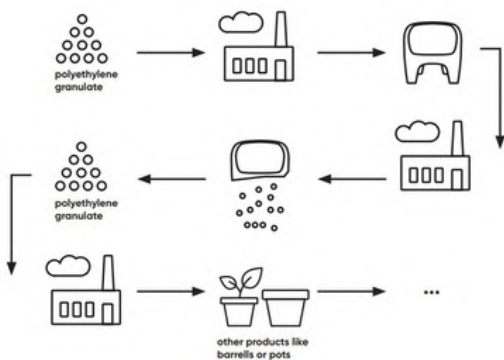 polyethylene
granulate
polyethylene
granulate
other products like
barrells or pots
...